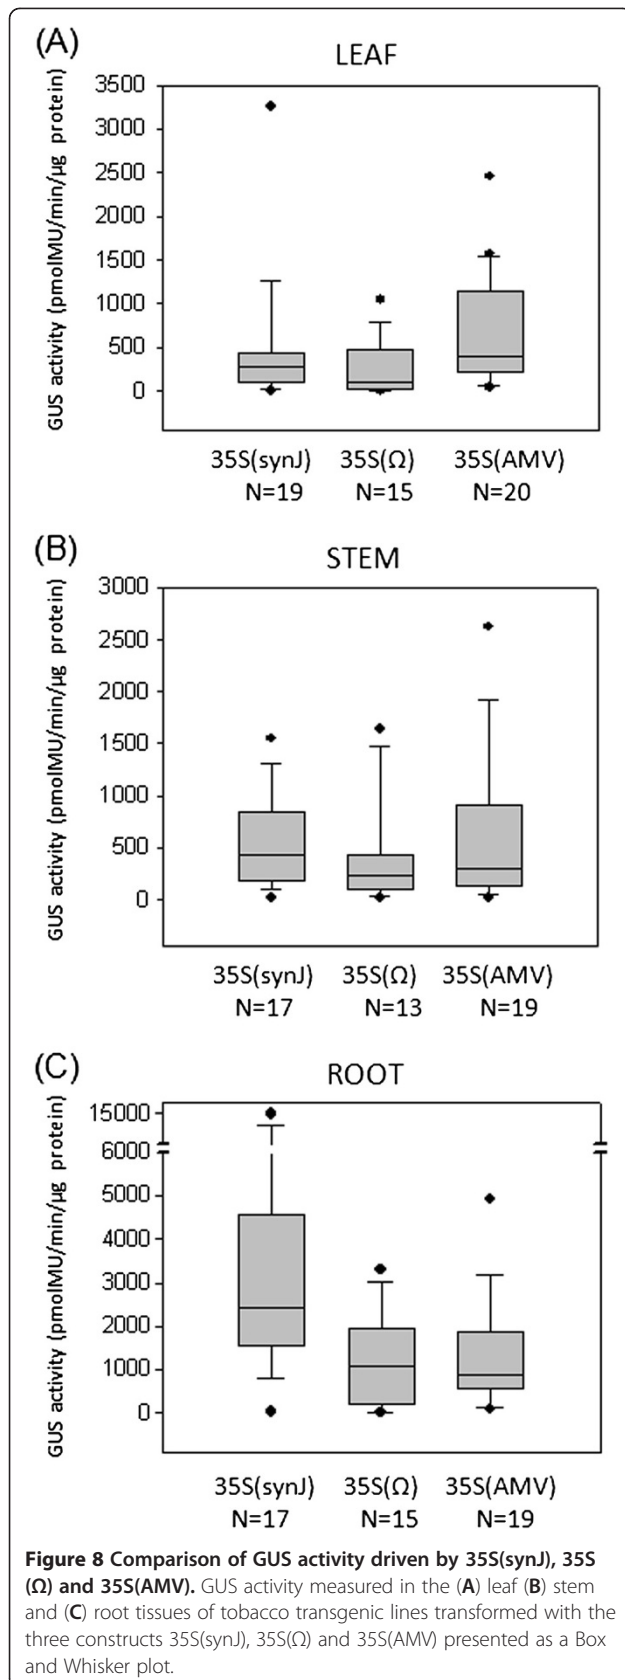 (A)
LEAF
GUS activity (pmolMU/min/µg protein)
3500
3000
2500
2000
1500
1000
500
0
35S(synJ) 35S(Ω) 35S(AMV)
N=19 N=15 N=20
(B)
STEM
GUS activity (pmolMU/min/µg protein)
3000
2500
2000
1500
1000
500
0
35S(synJ) 35S(Ω) 35S(AMV)
N=17 N=13 N=19
(C)
ROOT
GUS activity (pmolMU/min/µg protein)
15000
6000
5000
4000
3000
2000
1000
0
35S(synJ) 35S(Ω) 35S(AMV)
N=17 N=15 N=19
Figure 8 Comparison of GUS activity driven by 35S(synJ), 35S
(Ω) and 35S(AMV). GUS activity measured in the (A) leaf (B) stem
and (C) root tissues of tobacco transgenic lines transformed with the
three constructs 35S(synJ), 35S(Ω) and 35S(AMV) presented as a Box
and Whisker plot.